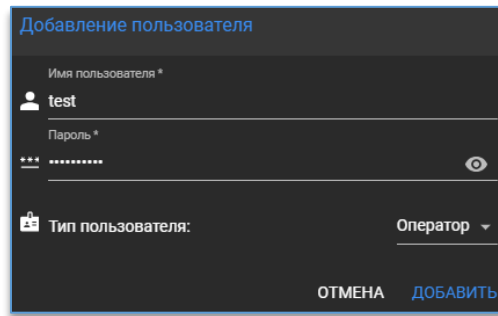 Добавление пользователя
Имя пользователя *
test
Пароль *
••••••••••
Тип пользователя:
Оператор
ОТМЕНА ДОБАВИТЬ